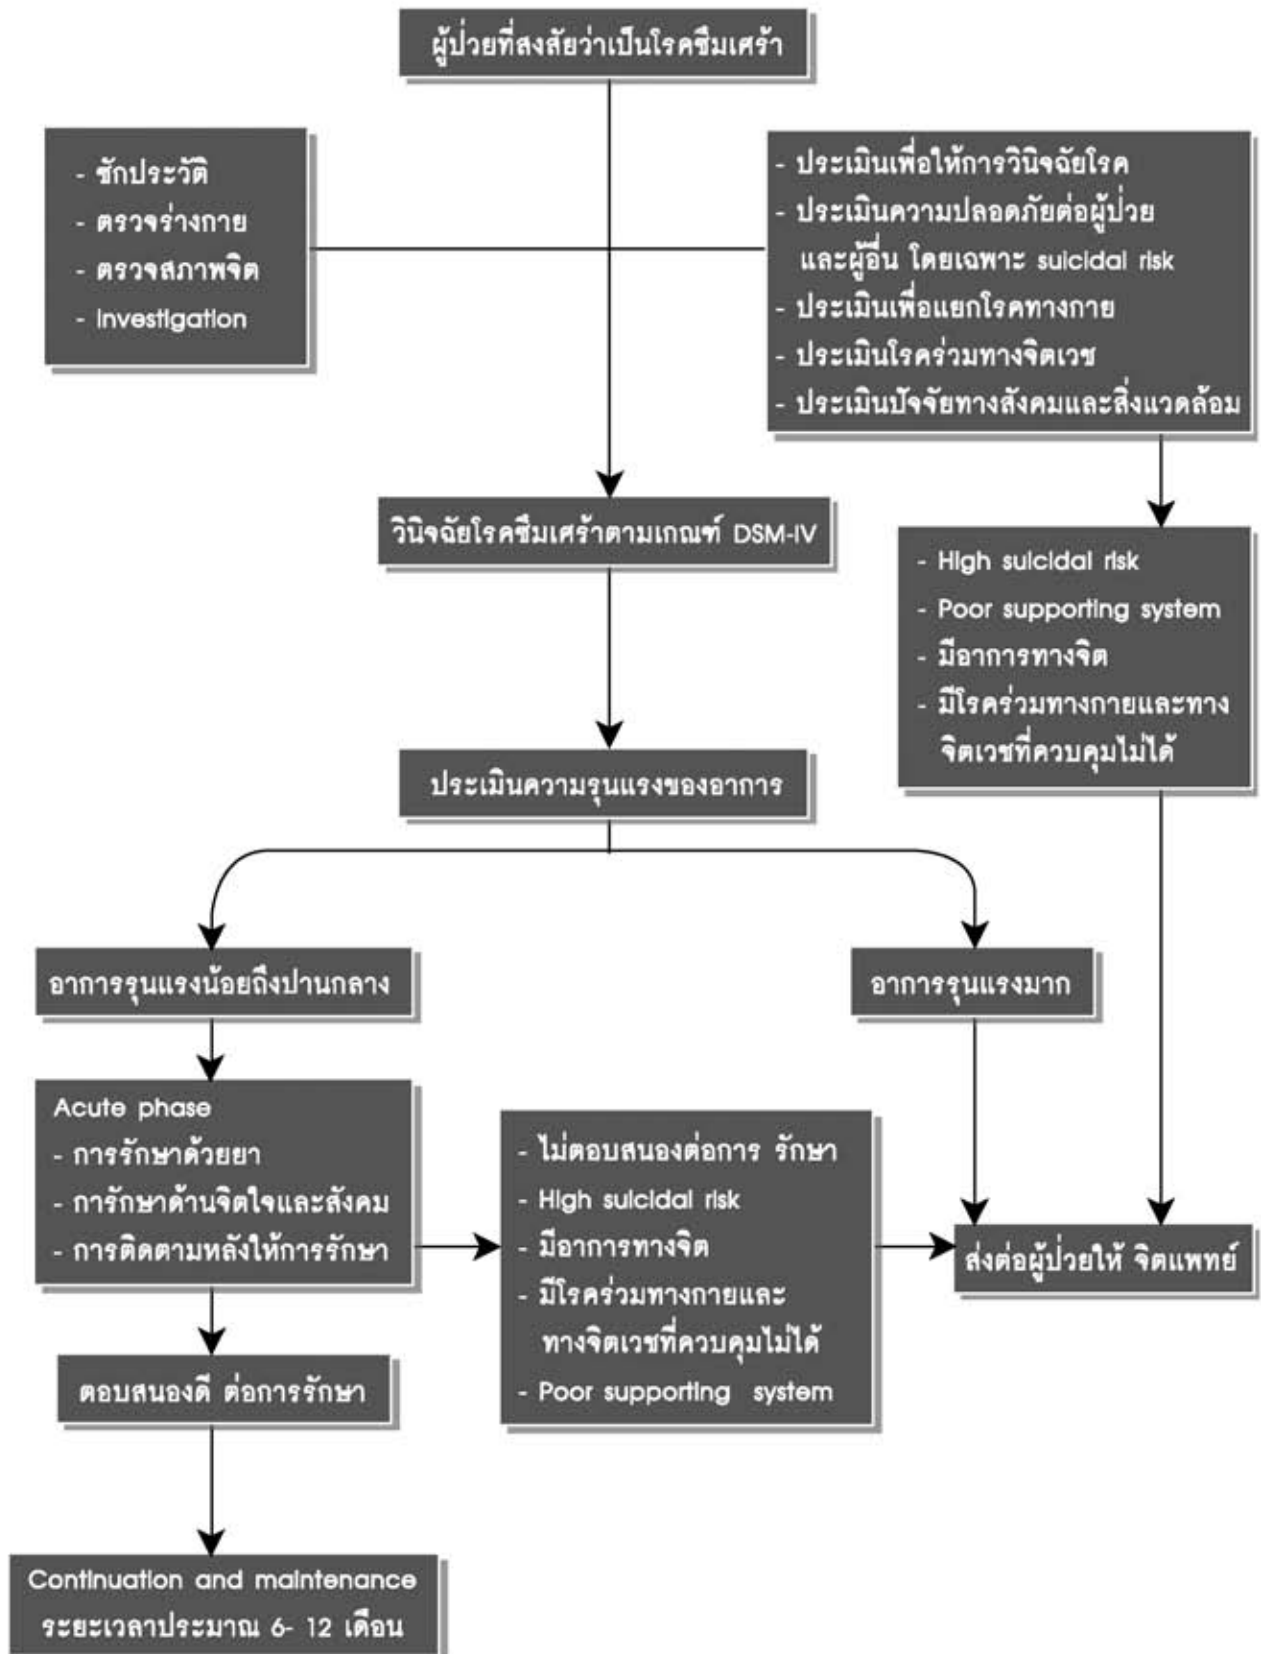 ผู้ป่วยที่สงสัยว่าเป็นโรคซึมเศร้า
- ซักประวัติ
- ตรวจร่างกาย
- ตรวจสภาพจิต
- Investigation
- ประเมินเพื่อให้การวินิจฉัยโรค
- ประเมินความปลอดภัยต่อผู้ป่วย
และผู้อื่น โดยเฉพาะ suicidal risk
- ประเมินเพื่อแยกโรคทางกาย
- ประเมินโรคร่วมทางจิตเวช
- ประเมินปัจจัยทางสังคมและสิ่งแวดล้อม
วินิจฉัยโรคซึมเศร้าตามเกณฑ์ DSM-IV
- High suicidal risk
- Poor supporting system
- มีอาการทางจิต
- มีโรคร่วมทางกายและทาง
จิตเวชที่ควบคุมไม่ได้
ประเมินความรุนแรงของอาการ
อาการรุนแรงน้อยถึงปานกลาง
อาการรุนแรงมาก
Acute phase
- การรักษาด้วยยา
- การักษาด้านจิตใจและสังคม
- การติดตามหลังให้การรักษา
- ไม่ตอบสนองต่อการ รักษา
- High suicidal risk
- มีอาการทางจิต
- มีโรคร่วมทางกายและ
ทางจิตเวชที่ควบคุมไม่ได้
- Poor supporting system
ส่งต่อผู้ป่วยให้ จิตแพทย์
ตอบสนองดี ต่อการรักษา
Continuation and maintenance
ระยะเวลาประมาณ 6- 12 เดือน